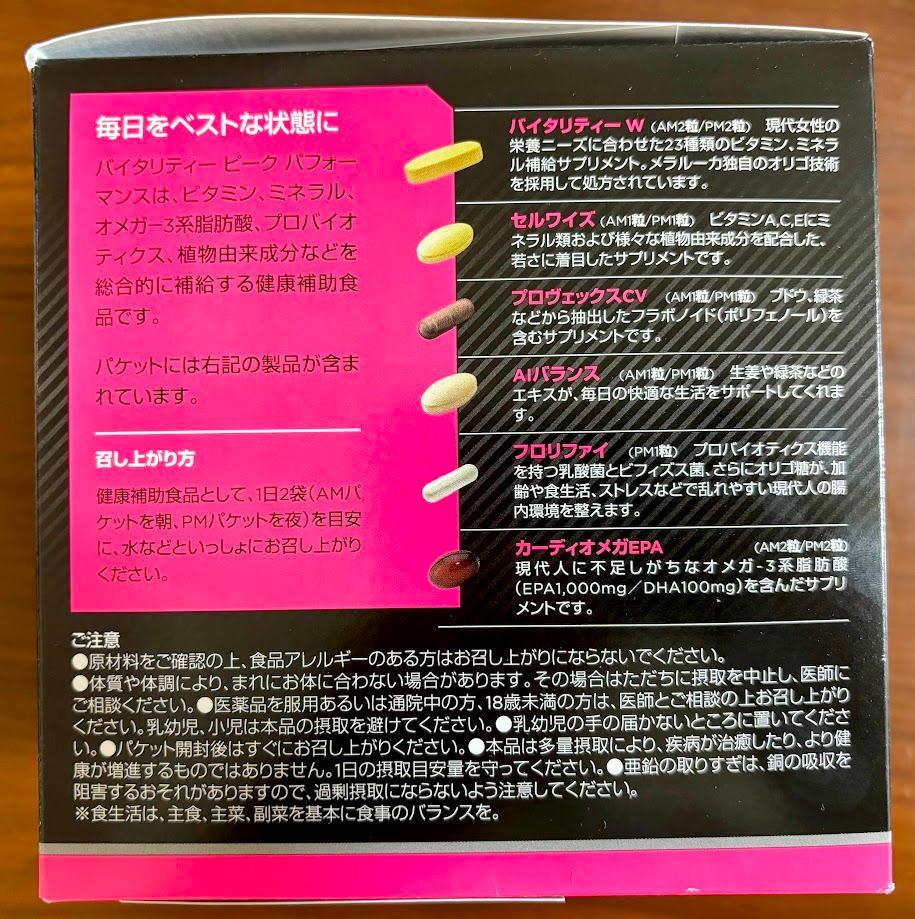 毎日をベストな状態に
バイタリティー ピーク パフォー
マンスは、ビタミン、ミネラル、
オメガ-3系脂肪酸、プロバイオ
ティクス、植物由来成分などを
総合的に補給する健康補助食
品です。
パケットには右記の製品が含ま
れています。
召し上がり方
健康補助食品として、1日2袋(AMパ
ケットを朝、PMパケットを夜)を目安
に、水などといっしょにお召し上がり
ください。
バイタリティー W (AM2粒/PM2粒) 現代女性の
栄養ニーズに合わせた23種類のビタミン、ミネラ
ル補給サプリメント。メラルーカ独自のオリゴ技術
を採用して処方されています。
セルワイズ (AM1粒/PM1粒) ビタミンA,C,Eにミ
ネラル類および様々な植物由来成分を配合した、
若さに着目したサプリメントです。
プロヴェックスCV (AM1粒/PM1粒) ブドウ、緑茶
などから抽出したフラボノイド(ポリフェノール)を
含むサプリメントです。
AIバランス (AM1粒/PM1粒) 生姜や緑茶などの
エキスが、毎日の快適な生活をサポートしてくれま
す。
フロリファイ (PM1粒) プロバイオティクス機能
を持つ乳酸菌とビフィズス菌、さらにオリゴ糖が、加
齢や食生活、ストレスなどで乱れやすい現代人の腸
内環境を整えます。
カーディオメガEPA (AM2粒/PM2粒)
現代人に不足しがちなオメガ-3系脂肪酸
(EPA1,000mg/DHA100mg)を含んだサプリ
メントです。
ご注意
●原材料をご確認の上、食品アレルギーのある方はお召し上がりにならないでください。
●体質や体調により、まれにお体に合わない場合があります。その場合はただちに摂取を中止し、医師に
ご相談ください。●医薬品を服用あるいは通院中の方、18歳未満の方は、医師とご相談の上お召し上がり
ください。乳幼児、小児は本品の摂取を避けてください。●乳幼児の手の届かないところに置いてくださ
い。●パケット開封後はすぐにお召し上がりください。●本品は多量摂取により、疾病が治癒したり、より健
康が増進するものではありません。1日の摂取目安量を守ってください。●亜鉛の取りすぎは、銅の吸収を
阻害するおそれがありますので、過剰摂取にならないよう注意してください。
※食生活は、主食、主菜、副菜を基本に食事のバランスを。